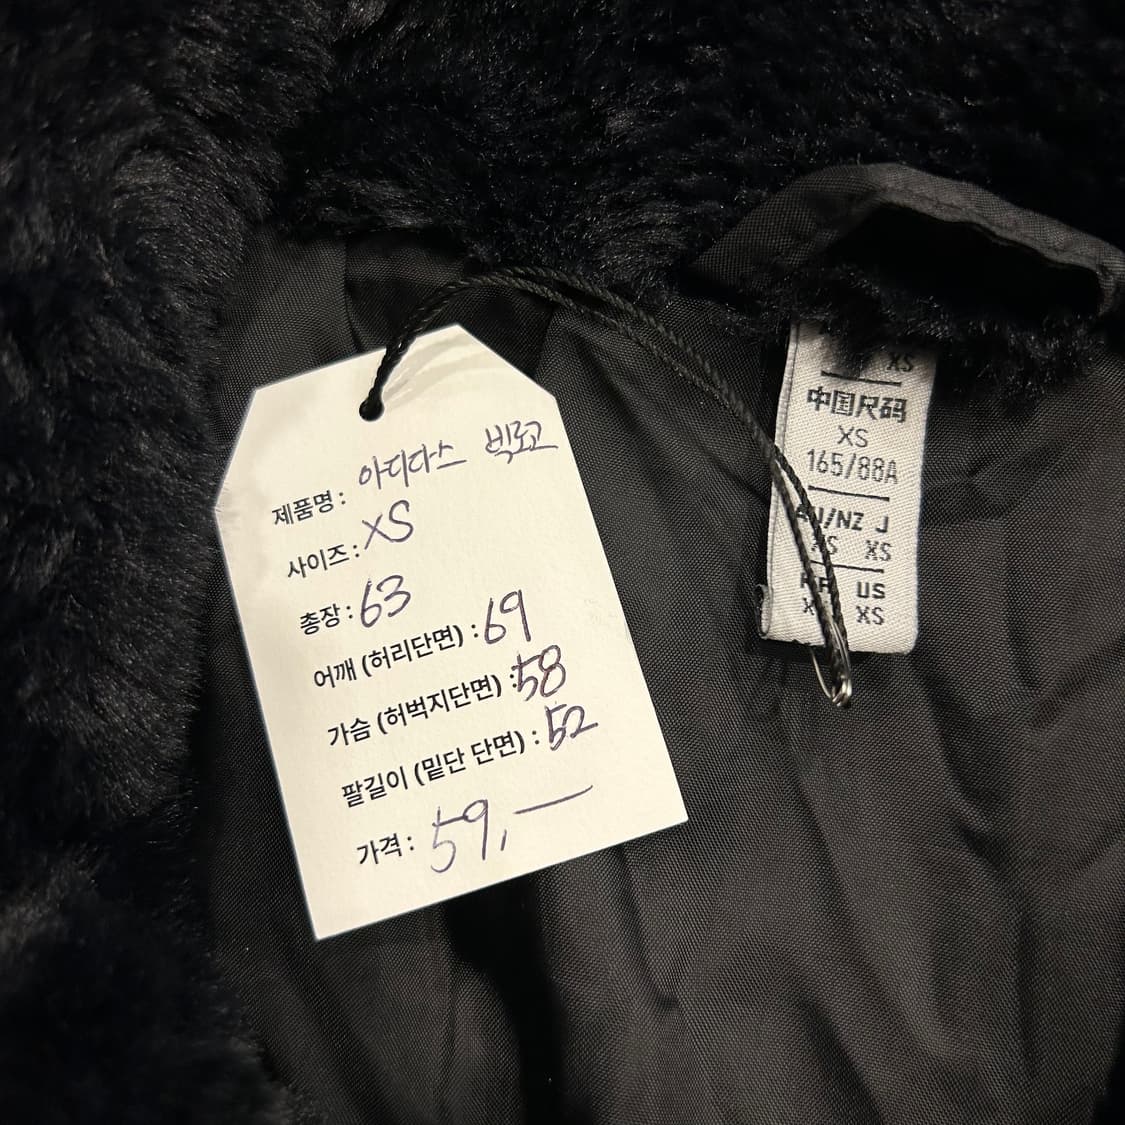 제품명 : 아디다스 빅로고
사이즈 : XS
총장 : 63
어깨 (허리단면) : 69
가슴 (허벅지단면) : 58
팔길이 (밑단 단면) : 52
가격 : 59,—
XS
中国尺码
XS
165/88A
AU/NZ J
XS XS
US
XS